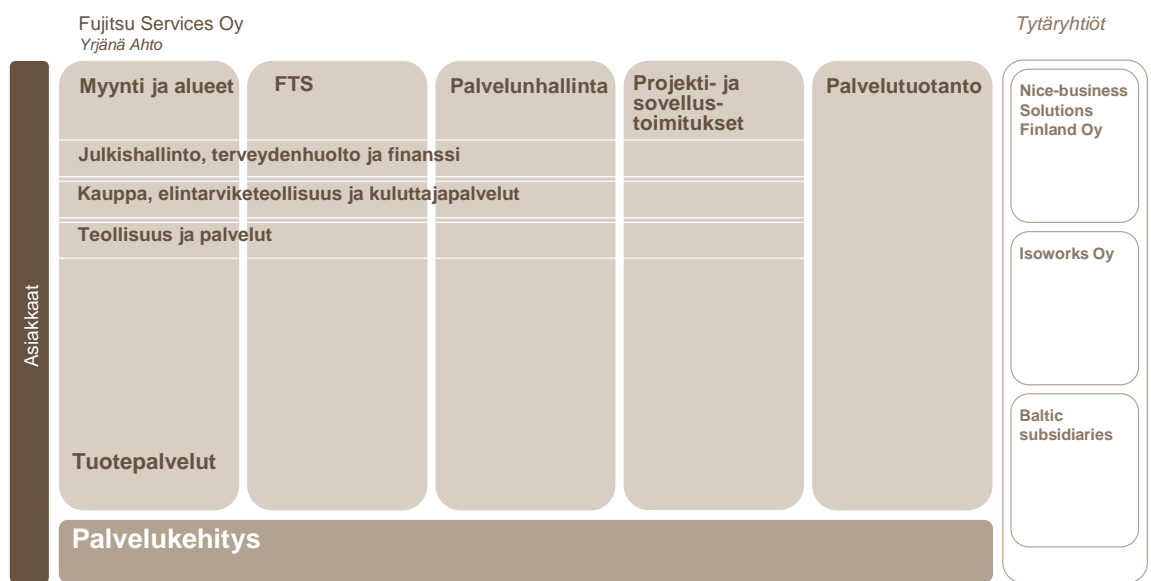 Fujitsu Services Oy
Yrjänä Ahto
Tytäryhtiöt
Asiakkaat
Myynti ja alueet
FTS
Palvelunhallinta
Projekti- ja
sovellus-
toimitukset
Palvelutuotanto
Julkishallinto, terveydenhuolto ja finanssi
Kauppa, elintarviketeollisuus ja kuluttajapalvelut
Teollisuus ja palvelut
Tuotepalvelut
Palvelukehitys
Nice-business
Solutions
Finland Oy
Isoworks Oy
Baltic
subsidiaries